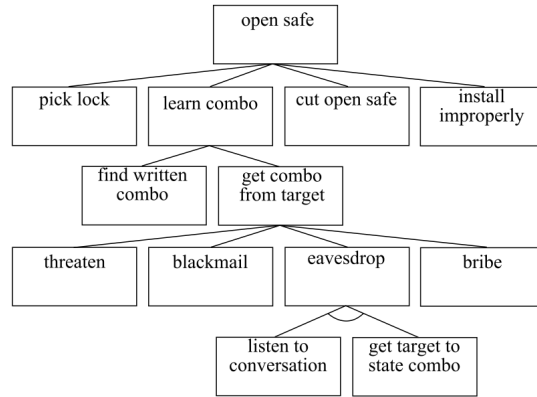 open safe
pick lock
learn combo
cut open safe
install
improperly
find written
combo
get combo
from target
threaten
blackmail
eavesdrop
bribe
listen to
conversation
get target to
state combo